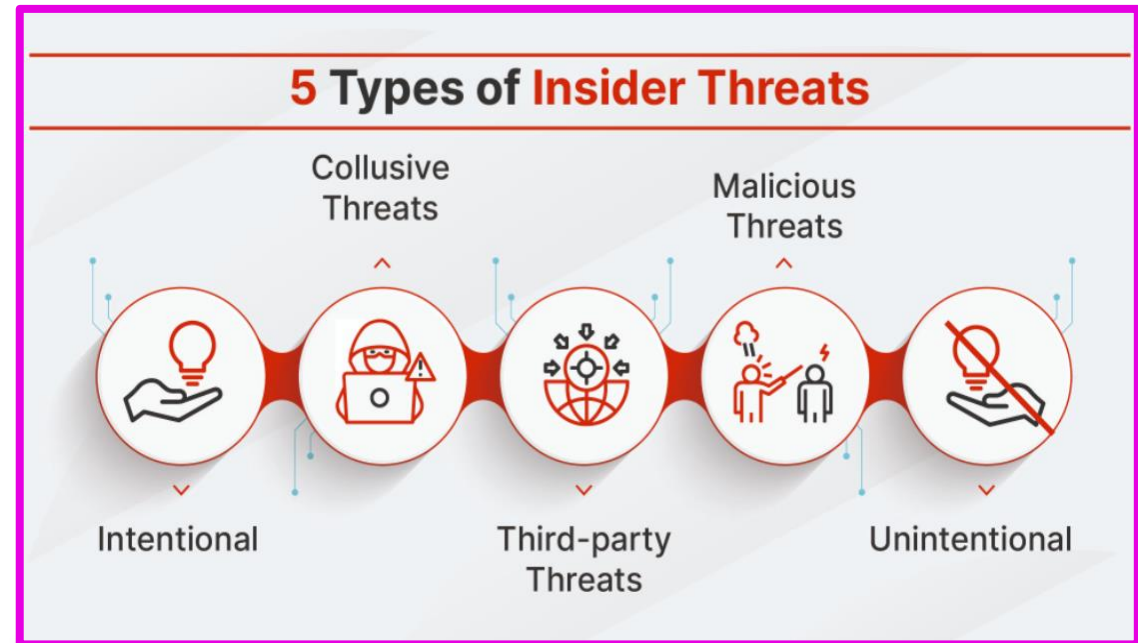 5 Types of Insider Threats
Collusive
Threats
Malicious
Threats
Intentional
Third-party
Threats
Unintentional